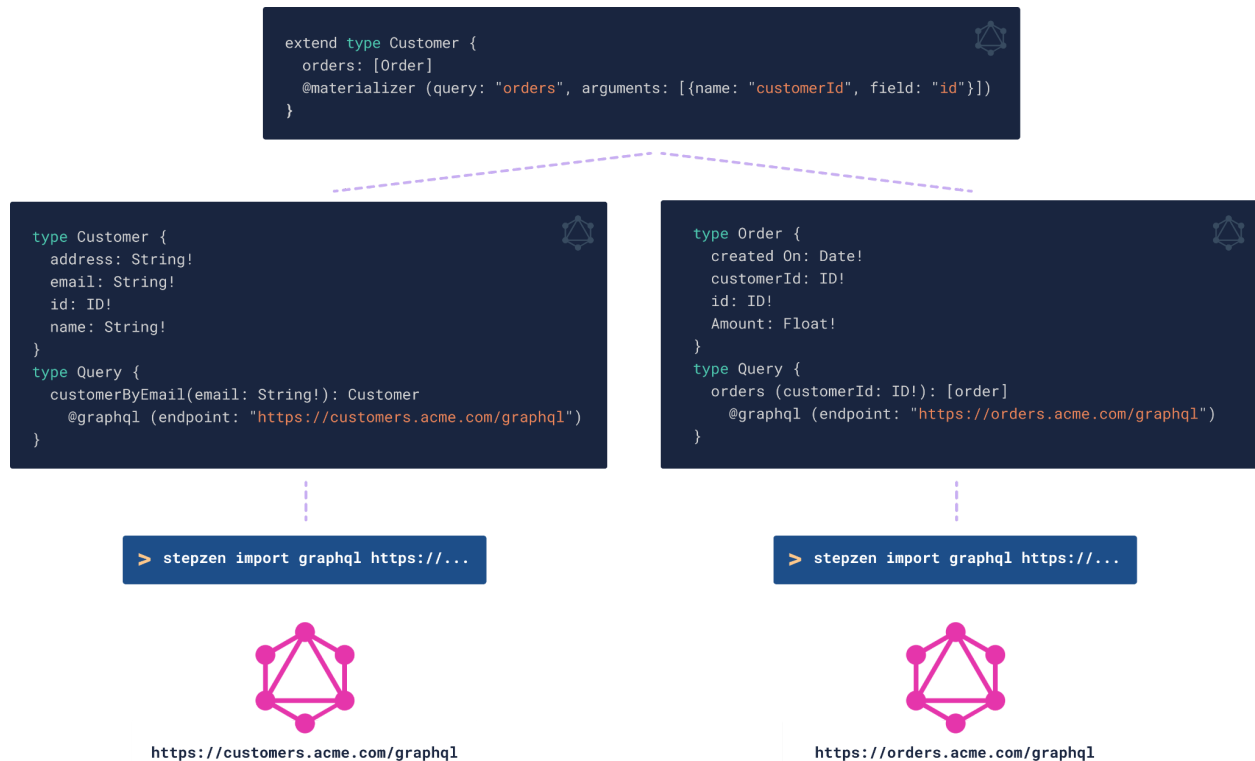 extend type Customer {
orders: [Order]
@materializer (query: "orders", arguments: [{name: "customerId", field: "id"}])
}
type Customer {
address: String!
email: String!
id: ID!
name: String!
}
type Query {
customerByEmail(email: String!): Customer
@graphql (endpoint: "https://customers.acme.com/graphql")
}
type Order {
created On: Date!
customerId: ID!
id: ID!
Amount: Float!
}
type Query {
orders (customerId: ID!): [order]
@graphql (endpoint: "https://orders.acme.com/graphql")
}
> stepzen import graphql https://...
> stepzen import graphql https://...
https://customers.acme.com/graphql
https://orders.acme.com/graphql